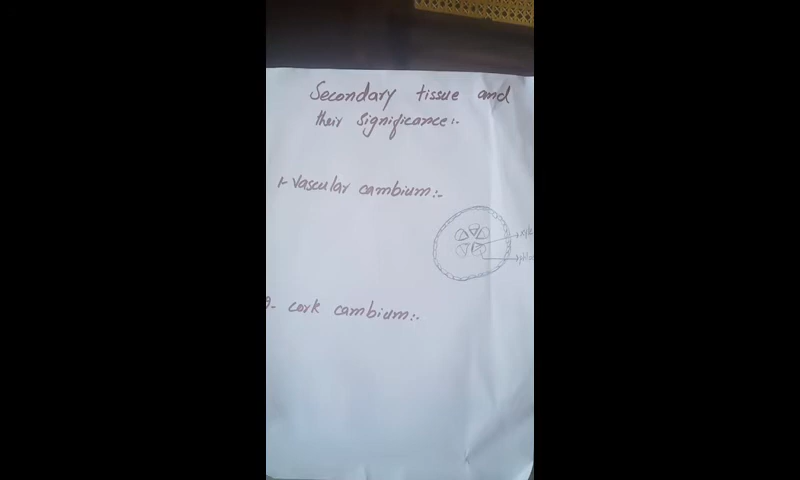 Secondary tissue and
their significance:-
1- Vascular cambium:-
2- Cork cambium:-